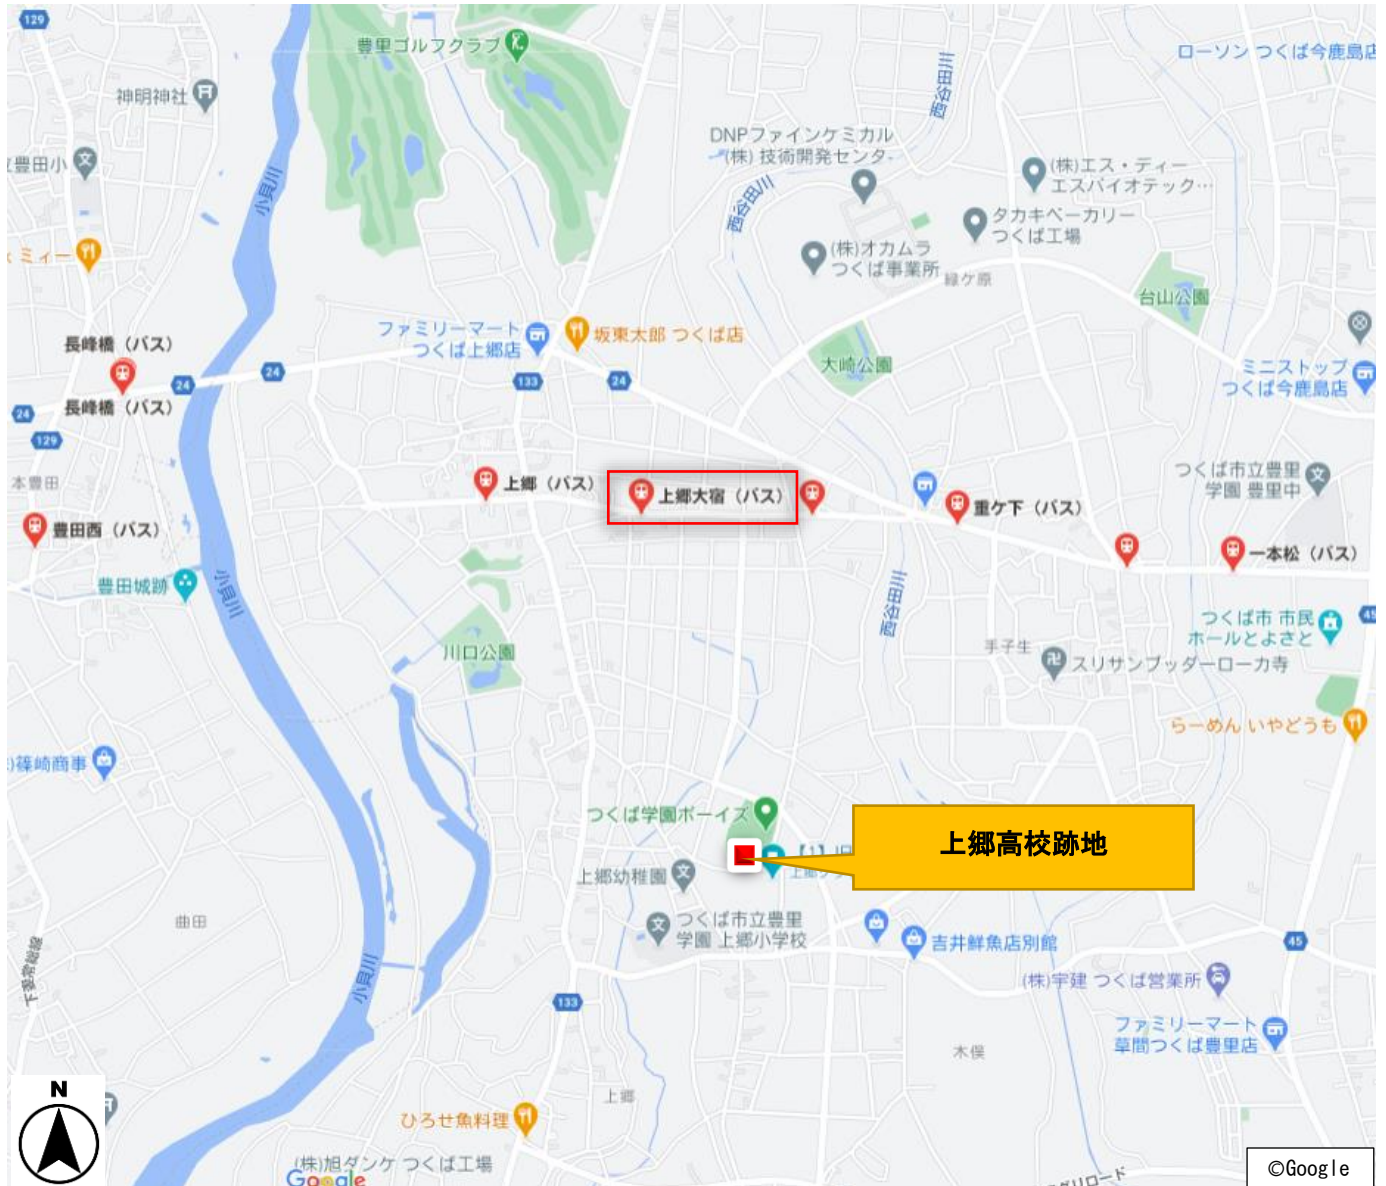 129
豊里ゴルフクラブ
ローソン つくば今鹿島店
神明神社
西谷田川
DNPファインケミカル
(株) 技術開発センタ
立豊田小
(株)エス・ディー
エスバイオテック…
小貝川
西谷田川
タカキベーカリー
つくば工場
ミィー
(株)オカムラ
つくば事業所
緑ケ原
台山公園
ファミリーマート
つくば上郷店
坂東太郎 つくば店
長峰橋（バス）
大崎公園
ミニストップ
つくば今鹿島店
24
24
133
24
24
長峰橋（バス）
129
本豊田
上郷（バス）
上郷大宿（バス）
重ケ下（バス）
つくば市立豊里
学園 豊里中
豊田西（バス）
一本松（バス）
豊田城跡
小貝川
西谷田川
45
つくば市 市民
ホールとよさと
川口公園
手子生
スリサンブッダーローカ寺
らーめん いやどうも
篠崎商事
つくば学園ボーイズ
上郷高校跡地
【1】旧
上郷幼稚園
つくば市立豊里
学園 上郷小学校
曲田
吉井鮮魚店別館
45
小貝川
(株)宇建 つくば営業所
133
ファミリーマート
草間つくば豊里店
木俣
N
上郷
ひろせ魚料理
(株)旭ダンケ つくば工場
Google
©Google